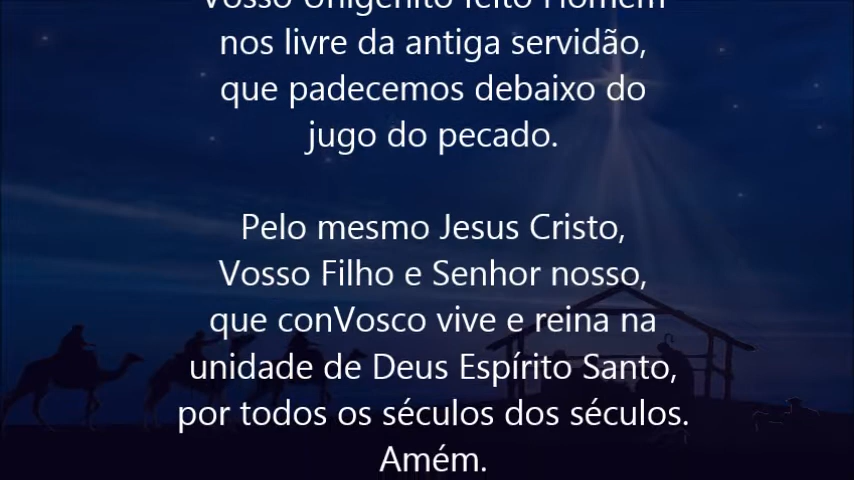 Vosso Unigênito feito Homem
nos livre da antiga servidão,
que padecemos debaixo do
jugo do pecado.
Pelo mesmo Jesus Cristo,
Vosso Filho e Senhor nosso,
que conVosco vive e reina na
unidade de Deus Espírito Santo,
por todos os séculos dos séculos.
Amém.